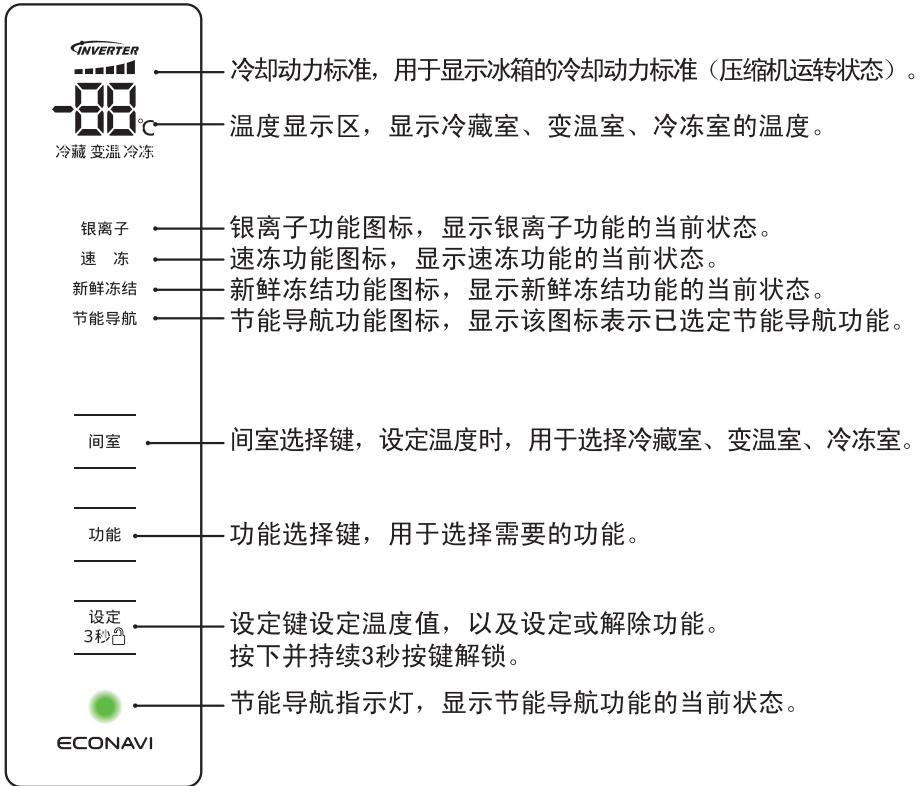 INVERTER
冷却动力标准，用于显示冰箱的冷却动力标准（压缩机运转状态）。
-88℃
温度显示区，显示冷藏室、变温室、冷冻室的温度。
冷藏 变温 冷冻
银离子
银离子功能图标，显示银离子功能的当前状态。
速 冻
速冻功能图标，显示速冻功能的当前状态。
新鲜冻结
新鲜冻结功能图标，显示新鲜冻结功能的当前状态。
节能导航
节能导航功能图标，显示该图标表示已选定节能导航功能。
间室
间室选择键，设定温度时，用于选择冷藏室、变温室、冷冻室。
功能
功能选择键，用于选择需要的功能。
设定
3秒
设定键设定温度值，以及设定或解除功能。
按下并持续3秒按键解锁。
节能导航指示灯，显示节能导航功能的当前状态。
ECONAVI